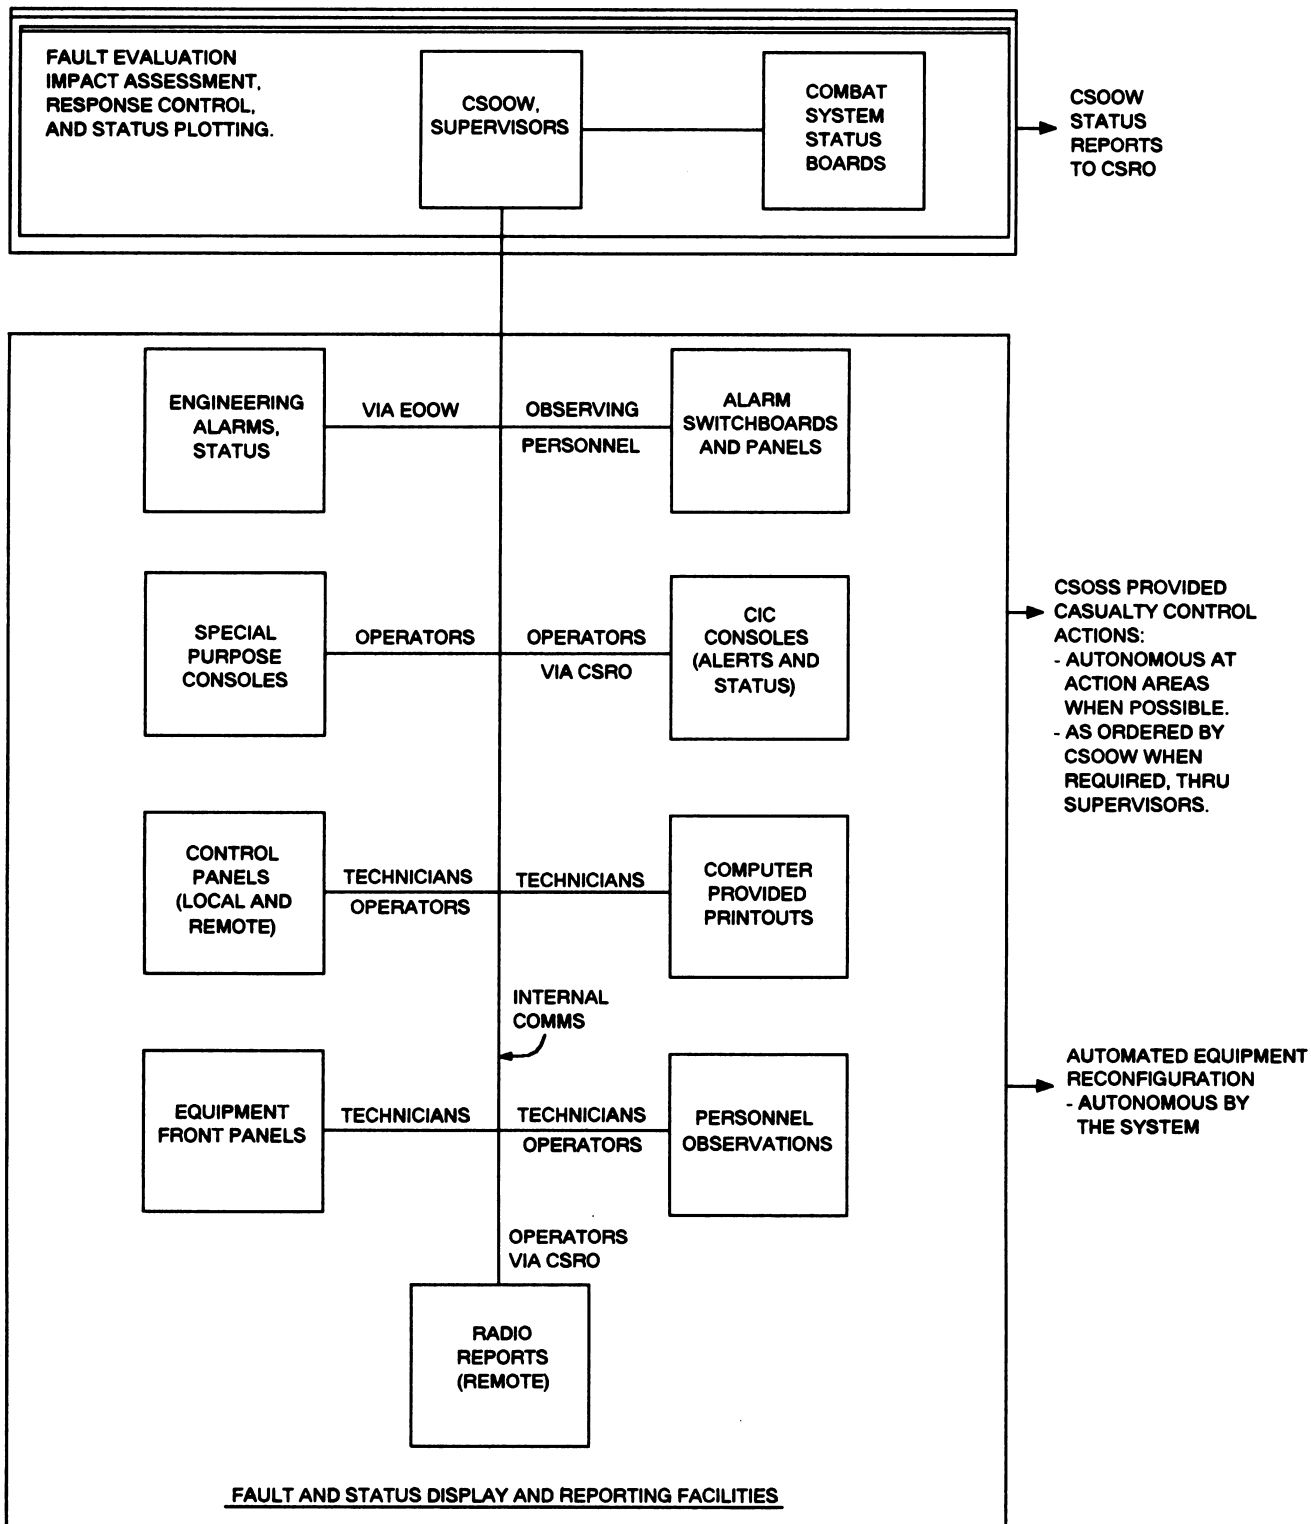 FAULT EVALUATION
IMPACT ASSESSMENT,
RESPONSE CONTROL,
AND STATUS PLOTTING.
CSOOW,
SUPERVISORS
COMBAT
SYSTEM
STATUS
BOARDS
CSOOW
STATUS
REPORTS
TO CSRO
ENGINEERING
ALARMS,
STATUS
VIA EOOW
OBSERVING
PERSONNEL
ALARM
SWITCHBOARDS
AND PANELS
SPECIAL
PURPOSE
CONSOLES
OPERATORS
OPERATORS
VIA CSRO
CIC
CONSOLES
(ALERTS AND
STATUS)
CSOSS PROVIDED
CASUALTY CONTROL
ACTIONS:
- AUTONOMOUS AT
ACTION AREAS
WHEN POSSIBLE.
- AS ORDERED BY
CSOOW WHEN
REQUIRED, THRU
SUPERVISORS.
CONTROL
PANELS
(LOCAL AND
REMOTE)
TECHNICIANS
OPERATORS
TECHNICIANS
COMPUTER
PROVIDED
PRINTOUTS
INTERNAL
COMMS
EQUIPMENT
FRONT PANELS
TECHNICIANS
TECHNICIANS
OPERATORS
PERSONNEL
OBSERVATIONS
AUTOMATED EQUIPMENT
RECONFIGURATION
- AUTONOMOUS BY
THE SYSTEM
OPERATORS
VIA CSRO
RADIO
REPORTS
(REMOTE)
FAULT AND STATUS DISPLAY AND REPORTING FACILITIES